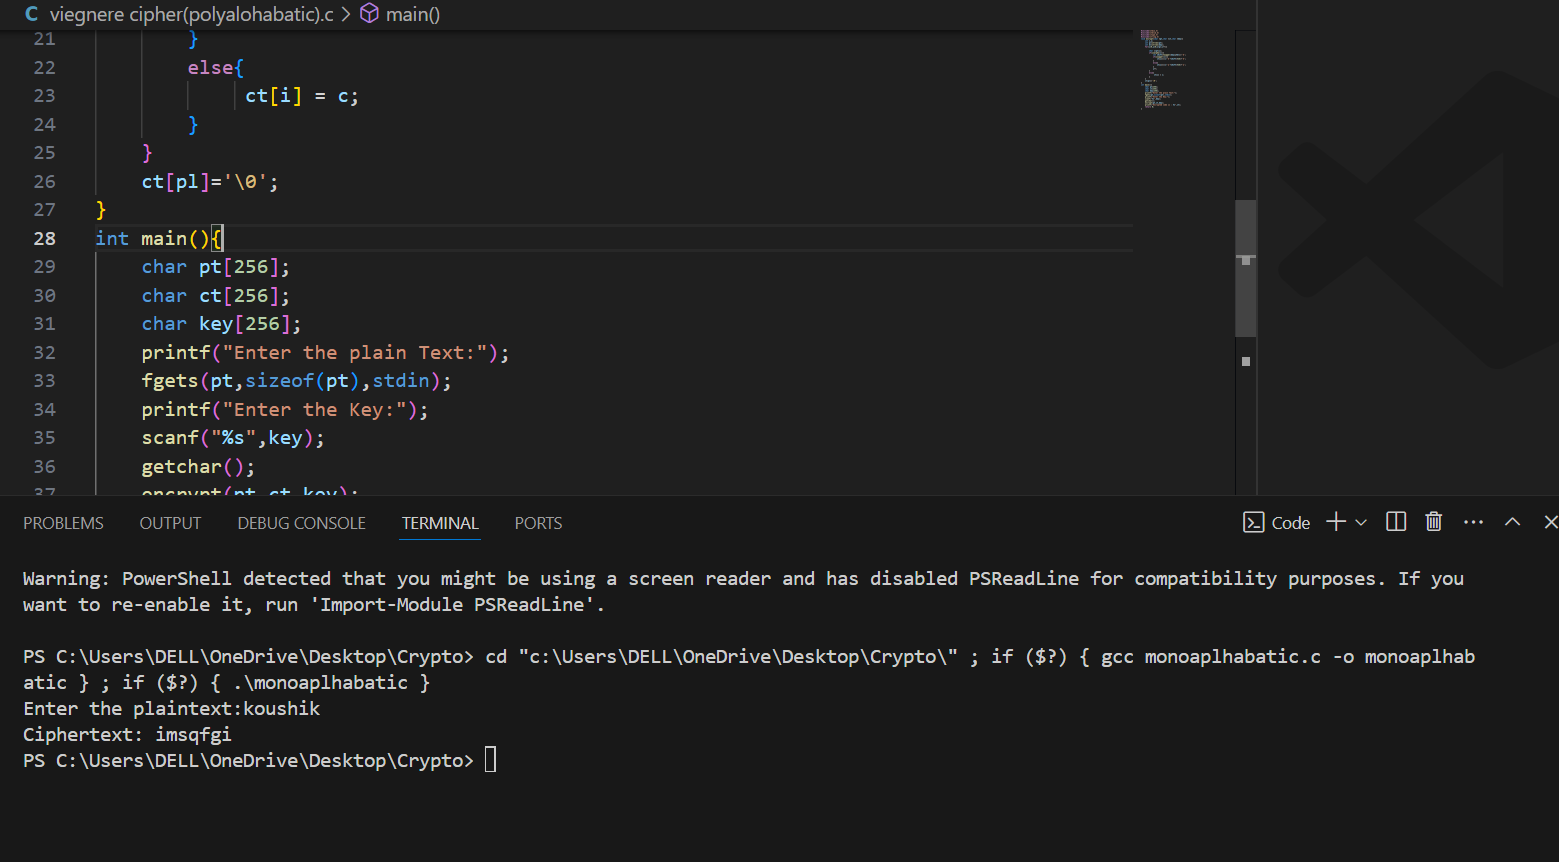 C viegnere cipher(polyalohabatic).c > main()
21 }
22 else{
23 ct[i] = c;
24 }
25 }
26 ct[pl]='\0';
27 }
28 int main(){
29 char pt[256];
30 char ct[256];
31 char key[256];
32 printf("Enter the plain Text:");
33 fgets(pt,sizeof(pt),stdin);
34 printf("Enter the Key:");
35 scanf("%s",key);
36 getchar();
37 encrypt(pt,ct,key);
PROBLEMS OUTPUT DEBUG CONSOLE TERMINAL PORTS Code
Warning: PowerShell detected that you might be using a screen reader and has disabled PSReadLine for compatibility purposes. If you
want to re-enable it, run 'Import-Module PSReadLine'.
PS C:\Users\DELL\OneDrive\Desktop\Crypto> cd "c:\Users\DELL\OneDrive\Desktop\Crypto\" ; if ($?) { gcc monoaplhabatic.c -o monoaplhab
atic } ; if ($?) { .\monoaplhabatic }
Enter the plaintext:koushik
Ciphertext: imsqfgi
PS C:\Users\DELL\OneDrive\Desktop\Crypto>